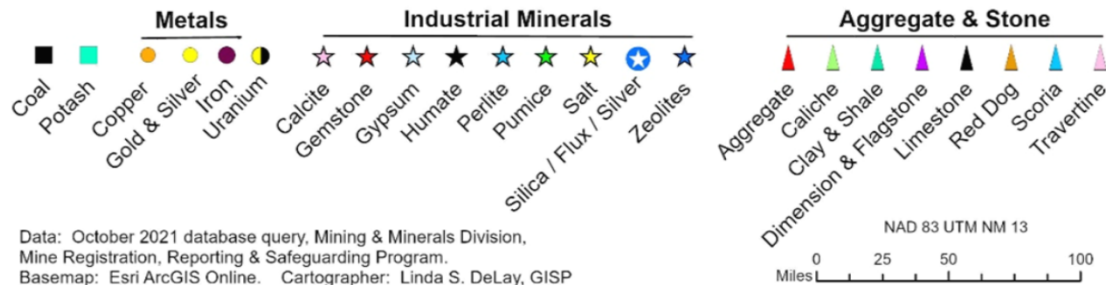 Metals
Industrial Minerals
Aggregate & Stone
Coal
Potash
Copper
Gold & Silver
Iron
Uranium
Calcite
Gemstone
Gypsum
Humate
Perlite
Pumice
Salt
Silica / Flux / Silver
Zeolites
Aggregate
Caliche
Clay & Shale
Dimension & Flagstone
Limestone
Red Dog
Scoria
Travertine
Data: October 2021 database query, Mining & Minerals Division,
Mine Registration, Reporting & Safeguarding Program.
Basemap: Esri ArcGIS Online. Cartographer: Linda S. DeLay, GISP
NAD 83 UTM NM 13
Miles 0 25 50 100